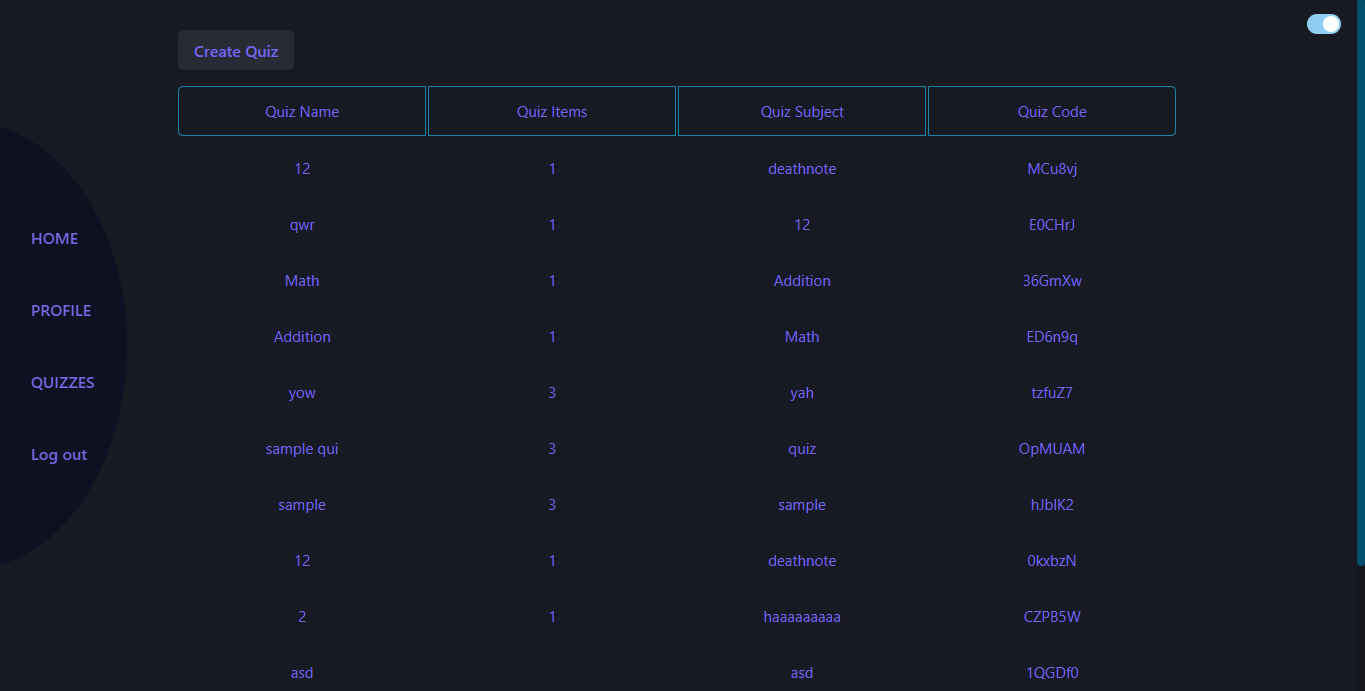 Create Quiz
Quiz Name Quiz Items Quiz Subject Quiz Code
12 1 deathnote MCu8vj
qwr 1 12 E0CHrJ
HOME
Math 1 Addition 36GmXw
PROFILE
Addition 1 Math ED6n9q
QUIZZES
yow 3 yah tzfuZ7
sample qui 3 quiz OpMUAM
Log out
sample 3 sample hJbIK2
12 1 deathnote 0kxbzN
2 1 haaaaaaaaa CZPB5W
asd asd 1QGDf0